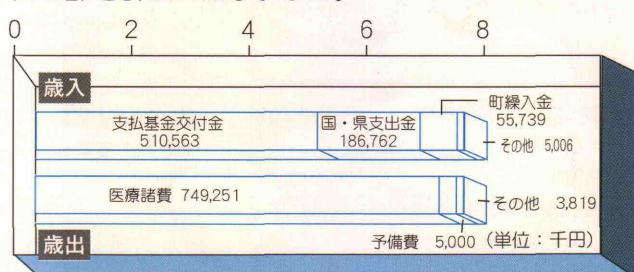 0 2 4 6 8
歳入
町繰入金
55,739
支払基金交付金
510,563
国・県支出金
186,762
その他 5,006
医療諸費 749,251
その他 3,819
歳出
予備費 5,000 (単位：千円)